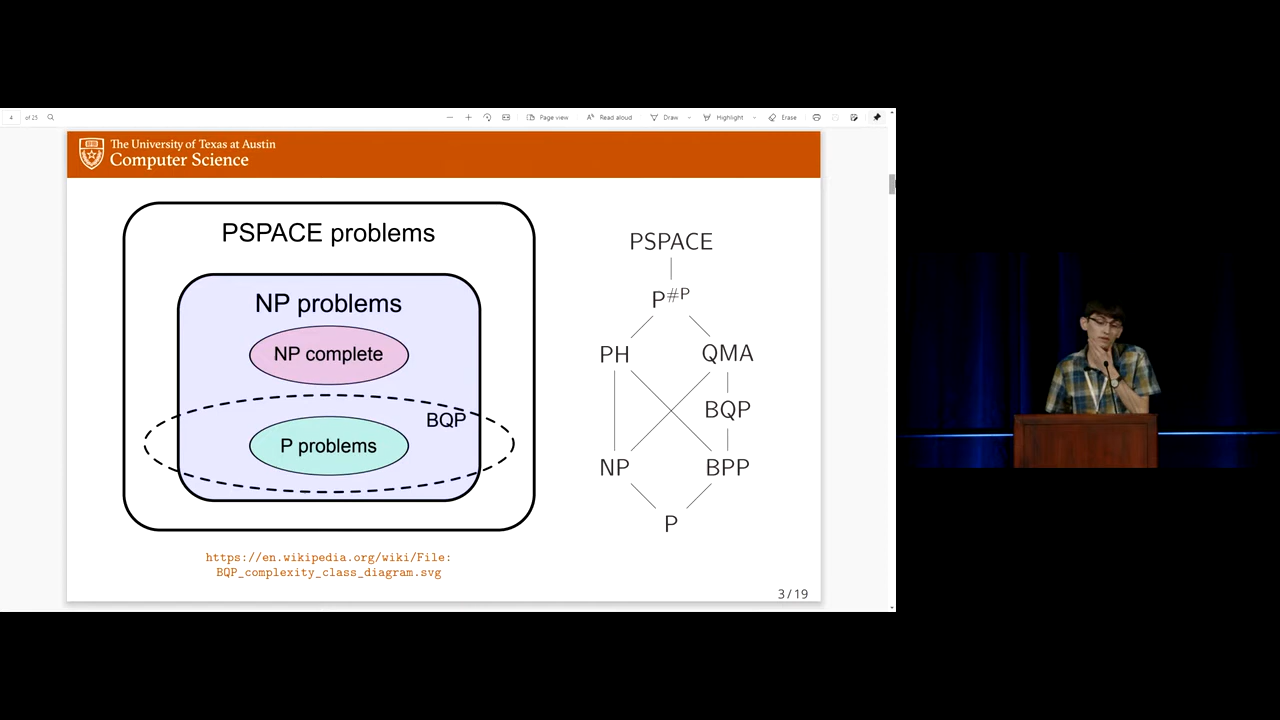 4 of 25
Page view
Read aloud
Draw
Highlight
Erase
The University of Texas at Austin
Computer Science
PSPACE problems
NP problems
NP complete
BQP
P problems
https://en.wikipedia.org/wiki/File:
BQP_complexity_class_diagram.svg
PSPACE
P#P
PH QMA
BQP
NP BPP
P
3/19